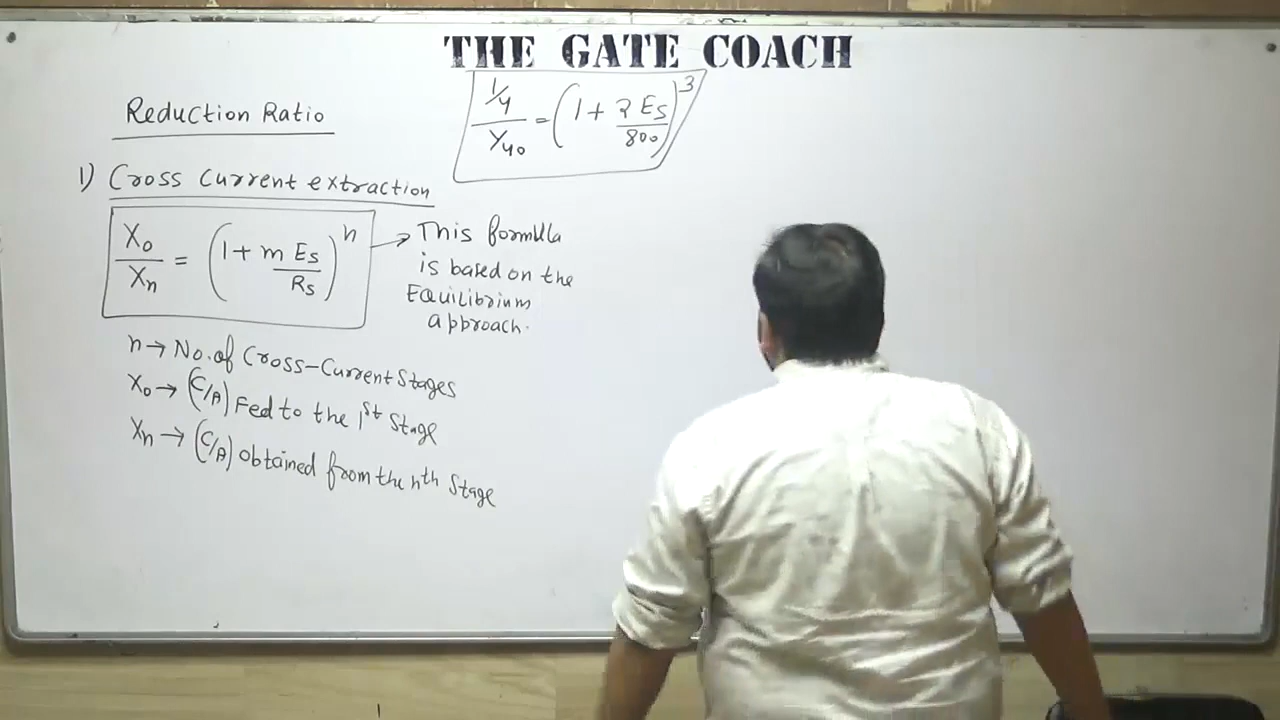 THE GATE COACH
Reduction Ratio
1/4 / Y40 = (1 + 2 Es / 800)^3
1) Cross Current extraction
X0 / Xn = (1 + m Es / Rs)^n → This formula
is based on the
Equilibrium
approach.
n → No. of Cross-Current Stages
X0 → (C/A) Fed to the 1st Stage
Xn → (C/A) obtained from the nth Stage